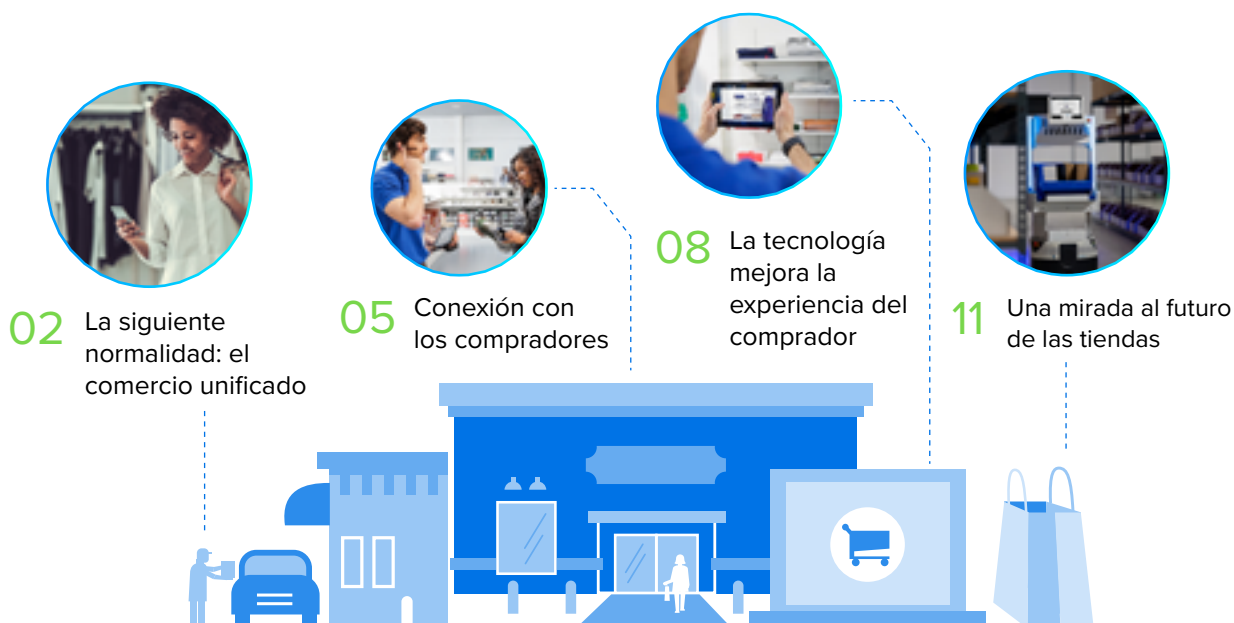 02
La siguiente
normalidad: el
comercio unificado
05
Conexión con
los compradores
08
La tecnología
mejora la
experiencia del
comprador
11
Una mirada al futuro
de las tiendas